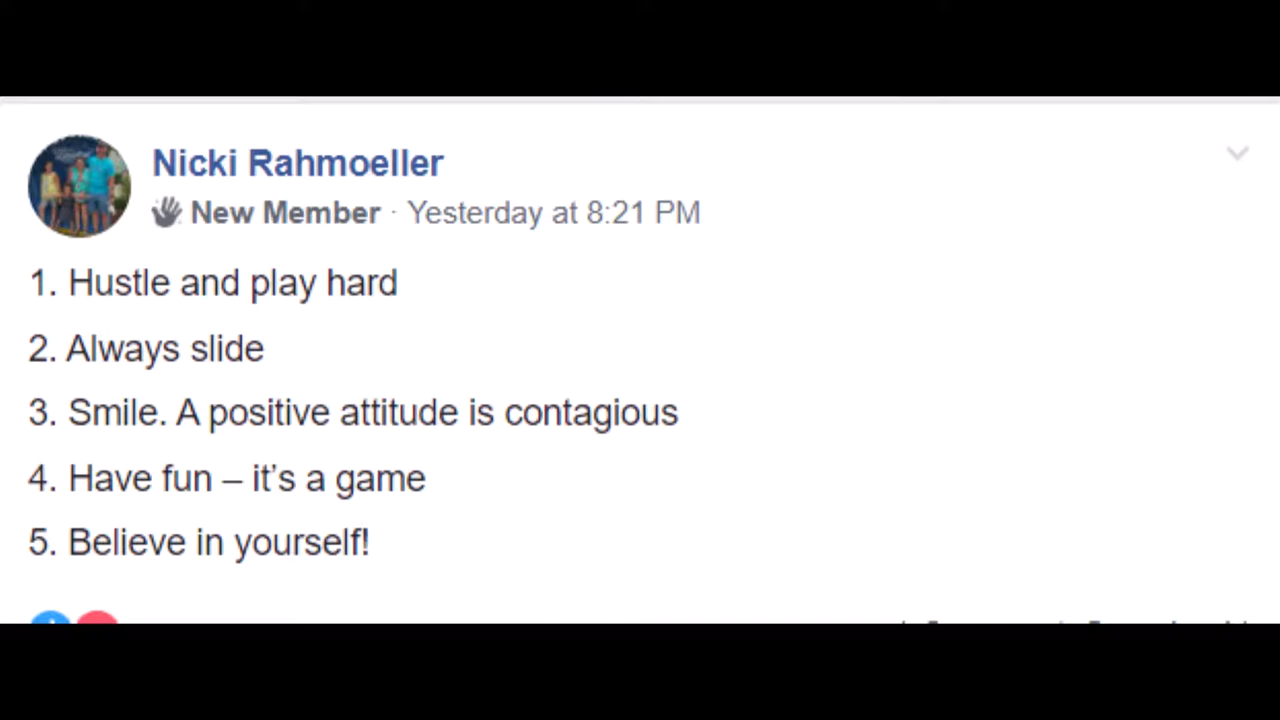 Nicki Rahmoeller
New Member · Yesterday at 8:21 PM
1. Hustle and play hard
2. Always slide
3. Smile. A positive attitude is contagious
4. Have fun – it’s a game
5. Believe in yourself!